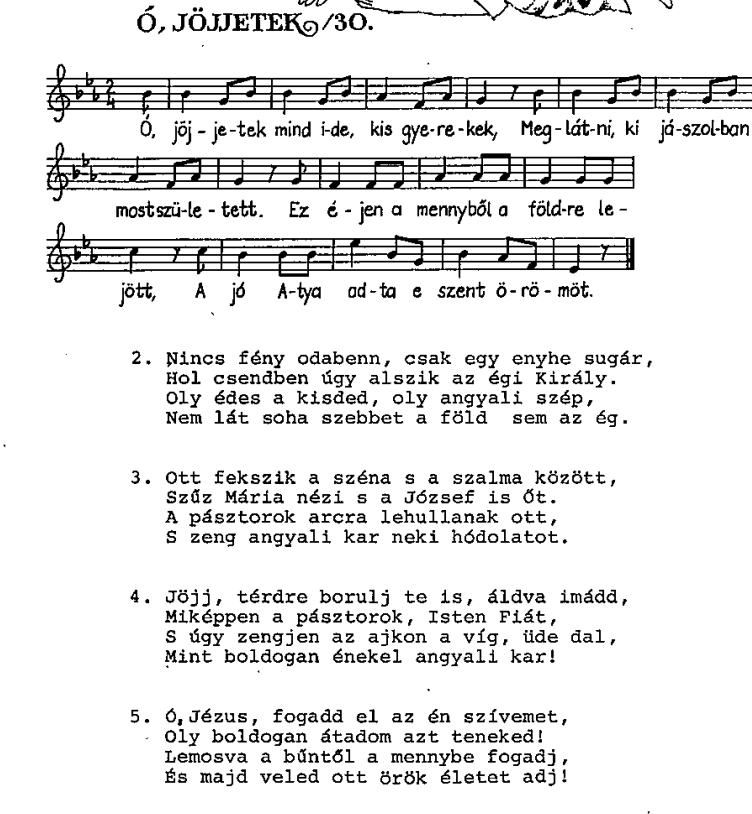 Ó, JÖJJETEK/30.
Ó, jöj-je-tek mind i-de, kis gye-re-kek, Meg-lát-ni, ki já-szol-ban
most szü-le-tett. Ez é-jen a mennyből a föld-re le-
jött, A jó A-tya ad-ta e szent ö-rö-möt.
2. Nincs fény odabenn, csak egy enyhe sugár,
Hol csendben úgy alszik az égi Király.
Oly édes a kisded, oly angyali szép,
Nem lát soha szebbet a föld sem az ég.
3. Ott fekszik a széna s a szalma között,
Szűz Mária nézi s a József is Őt.
A pásztorok arcra lehullanak ott,
S zeng angyali kar neki hódolatot.
4. Jöjj, térdre borulj te is, áldva imádd,
Miképpen a pásztorok, Isten Fiát,
S úgy zengjen az ajkon a víg, üde dal,
Mint boldogan énekel angyali kar!
5. Ó, Jézus, fogadd el az én szívemet,
Oly boldogan átadom azt teneked!
Lemosva a bűntől a mennybe fogadj,
És majd veled ott örök életet adj!